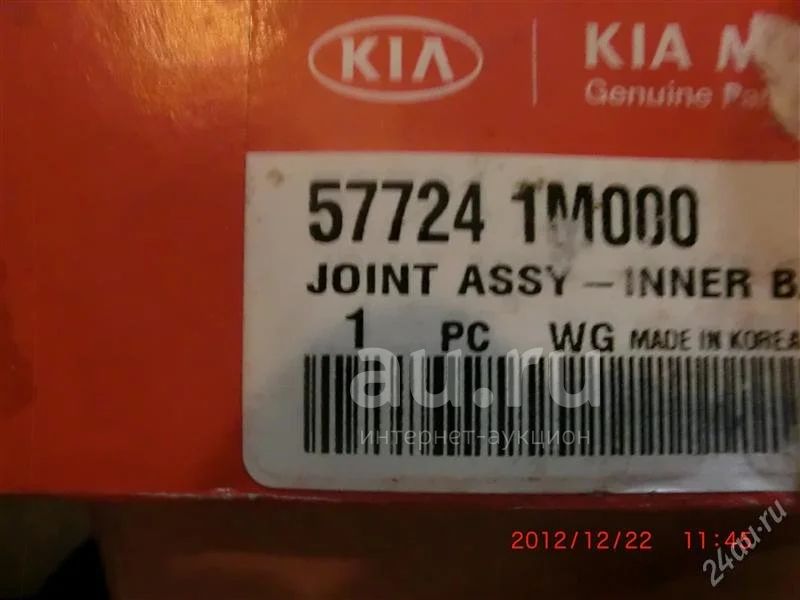 KIA
KIA M
Genuine Par
57724 1M000
JOINT ASSY – INNER B
1 PC WG MADE IN KOREA
au.ru
интернет-аукцион
2012/12/22 11:45
24au.ru